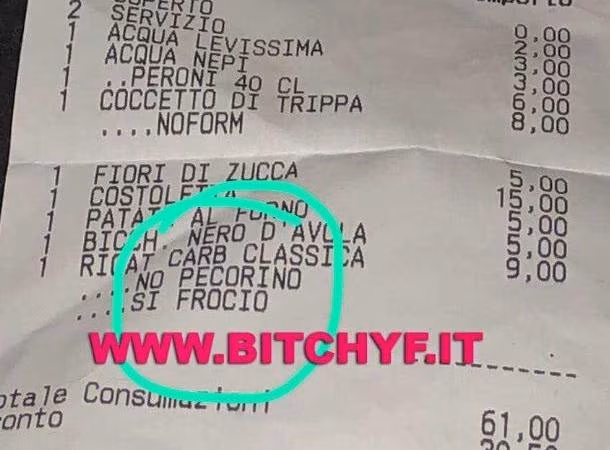 2 COPERTO 0,00
1 SERVIZIO 2,00
1 ACQUA LEVISSIMA 3,00
1 ACQUA NEPI 3,00
1 ..PERONI 40 CL 6,00
1 COCCETTO DI TRIPPA 8,00
....NOFORM
1 FIORI DI ZUCCA 5,00
1 COSTOLETTA 15,00
1 PATATE AL FORNO 5,00
1 BICCH. NERO D'AVOLA 5,00
1 RIGAT CARB CLASSICA 9,00
....NO PECORINO
....SI FROCIO
WWW.BITCHYF.IT
otale Consumazioni 61,00
conto